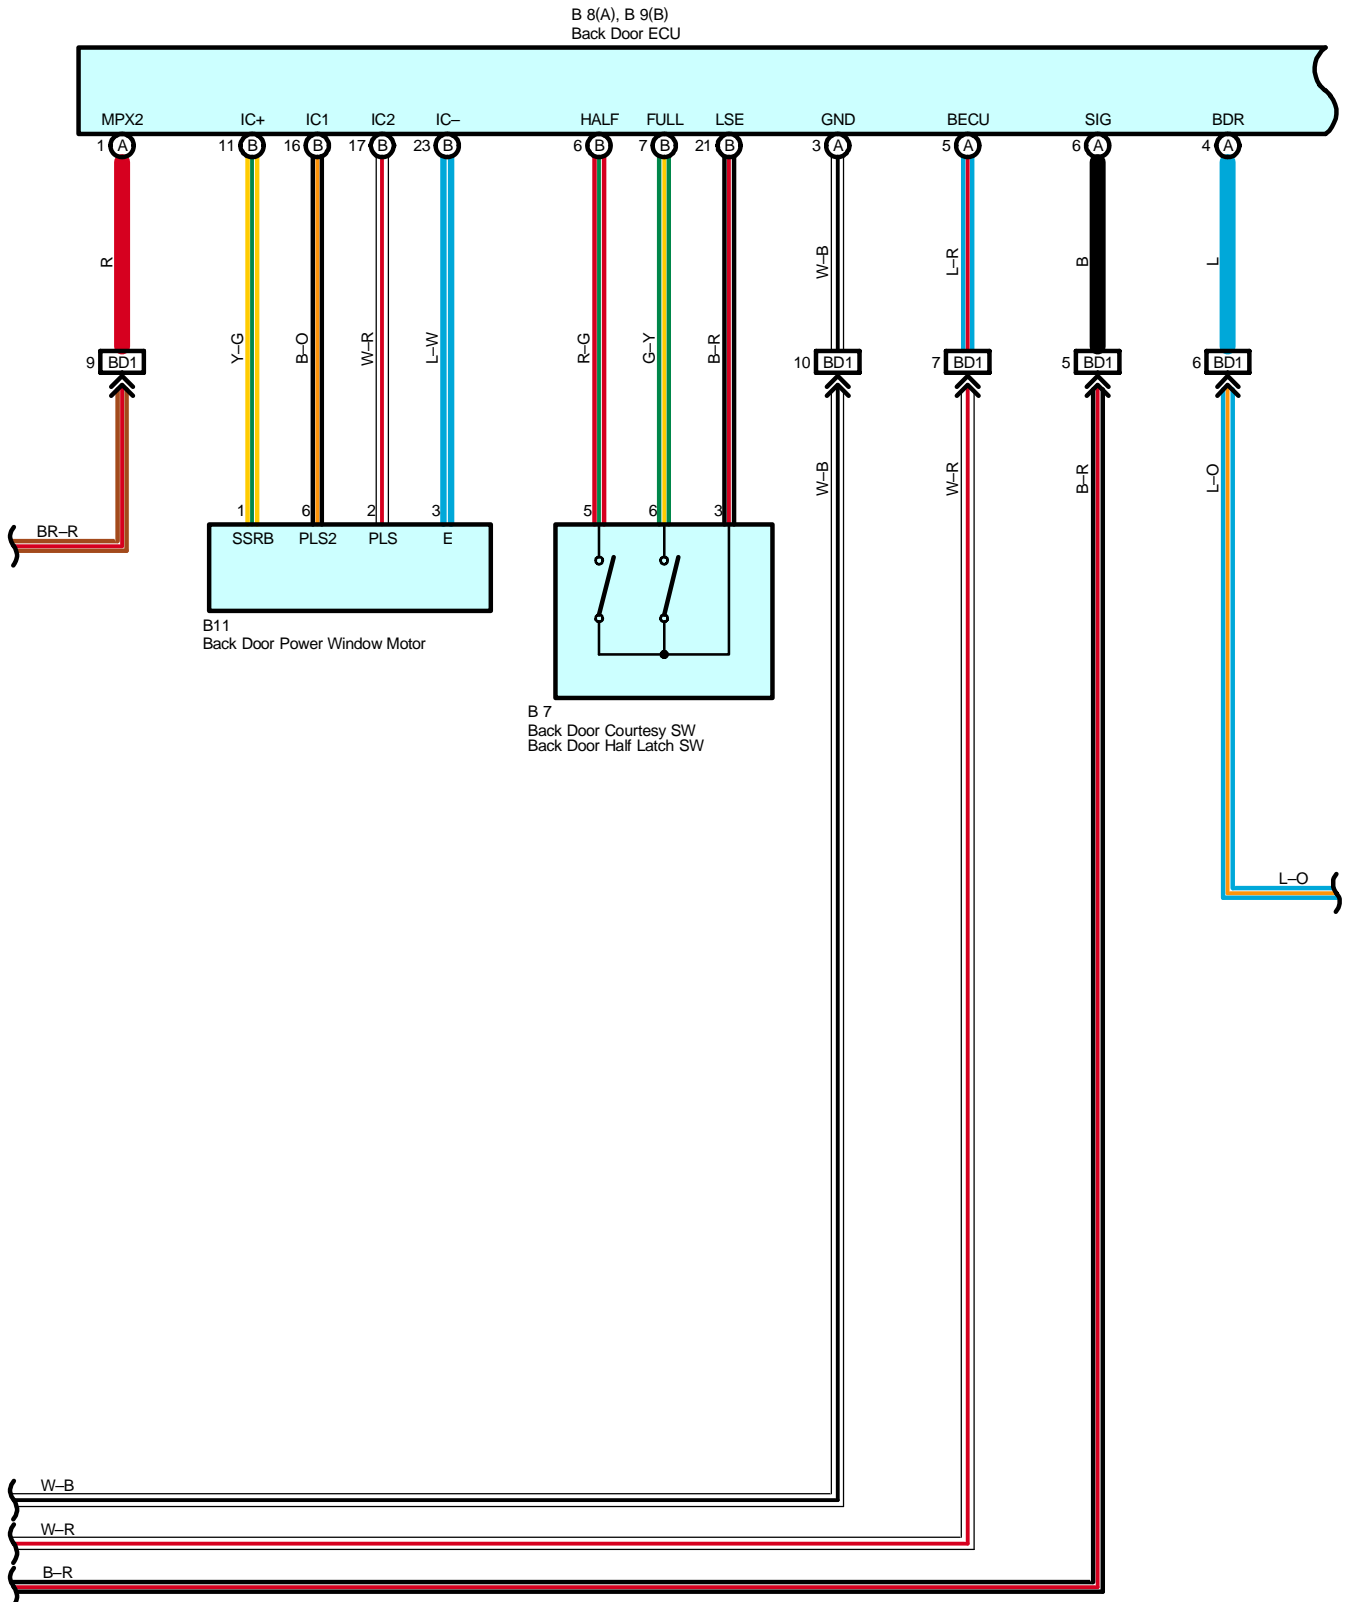 B 8(A), B 9(B)
Back Door ECU
MPX2 IC+ IC1 IC2 IC– HALF FULL LSE GND BECU SIG BDR
1 A 11 B 16 B 17 B 23 B 6 B 7 B 21 B 3 A 5 A 6 A 4 A
R W–B L–R B L
Y–G B–O W–R L–W R–G G–Y B–R
9 BD1 10 BD1 7 BD1 5 BD1 6 BD1
W–B W–R B–R L–O
1 6 2 3 5 6 3
BR–R
SSRB PLS2 PLS E
B11
Back Door Power Window Motor
B 7
Back Door Courtesy SW
Back Door Half Latch SW
L–O
W–B
W–R
B–R